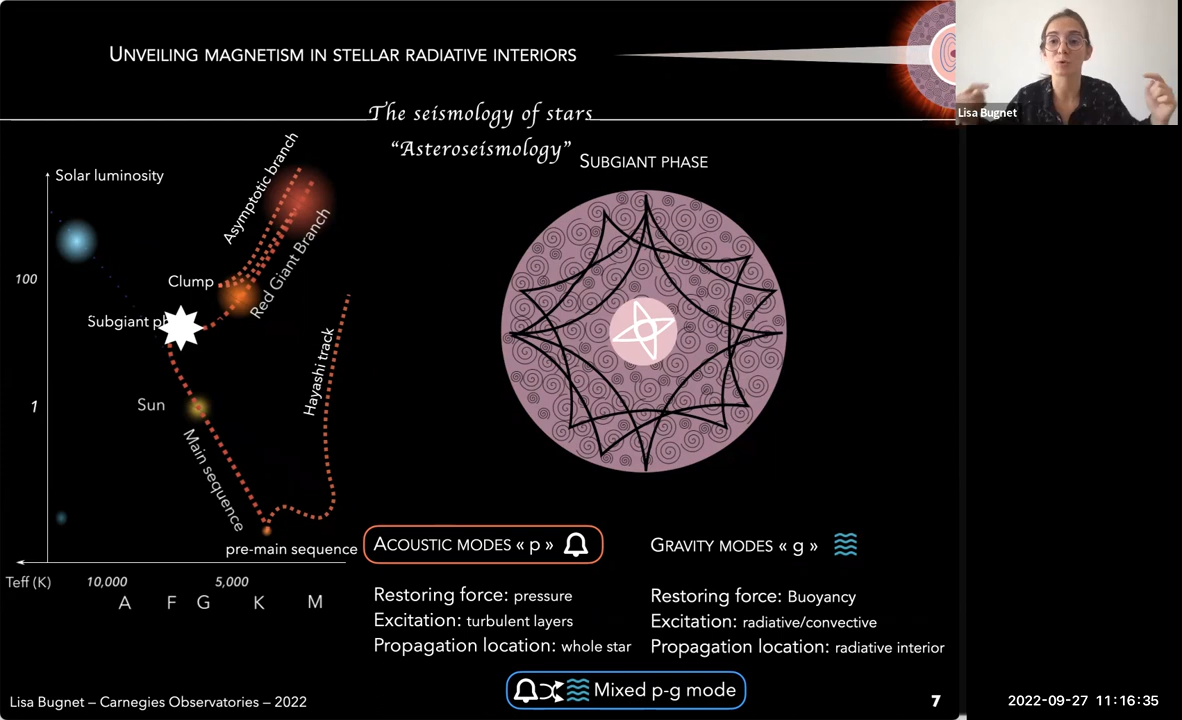 UNVEILING MAGNETISM IN STELLAR RADIATIVE INTERIORS
Lisa Bugnet
The seismology of stars
“Asteroseismology”
SUBGIANT PHASE
Solar luminosity
Asymptotic branch
Red Giant Branch
100
Clump
Subgiant ph
Hayashi track
1
Sun
Main sequence
pre-main sequence
Teff (K)
10,000
5,000
A F G K M
ACOUSTIC MODES « p »
Restoring force: pressure
Excitation: turbulent layers
Propagation location: whole star
GRAVITY MODES « g »
Restoring force: Buoyancy
Excitation: radiative/convective
Propagation location: radiative interior
Mixed p-g mode
Lisa Bugnet – Carnegies Observatories – 2022
7
2022-09-27 11:16:35